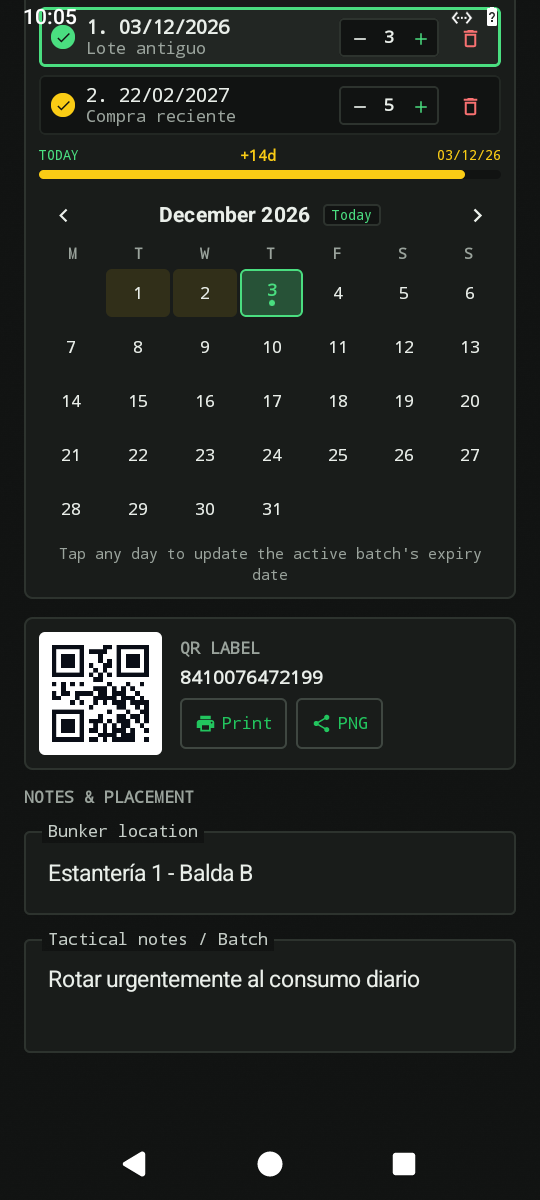 10:05
1. 03/12/2026
Lote antiguo
3
2. 22/02/2027
Compra reciente
5
TODAY +14d 03/12/26
December 2026 Today
M T W T F S S
1 2 3 4 5 6
7 8 9 10 11 12 13
14 15 16 17 18 19 20
21 22 23 24 25 26 27
28 29 30 31
Tap any day to update the active batch's expiry
date
QR LABEL
8410076472199
Print PNG
NOTES & PLACEMENT
Bunker location
Estantería 1 - Balda B
Tactical notes / Batch
Rotar urgentemente al consumo diario